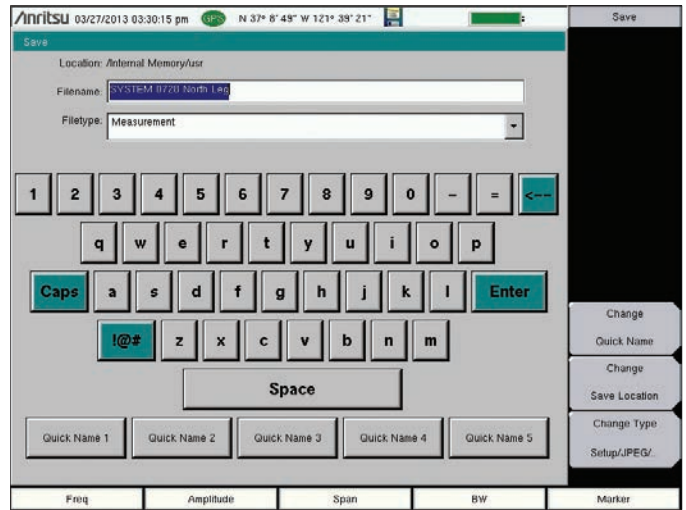 Anritsu 03/27/2013 03:30:15 pm GPS N 37° 8' 49" W 121° 39' 21"
Save
Save
Location: /Internal Memory/usr
Filename: SYSTEM 0720 North Leg
Filetype: Measurement
1 2 3 4 5 6 7 8 9 0 - = <--
q w e r t y u i o p
Caps a s d f g h j k l Enter
!@# z x c v b n m
Space
Quick Name 1 Quick Name 2 Quick Name 3 Quick Name 4 Quick Name 5
Change
Quick Name
Change
Save Location
Change Type
Setup/JPEG/..
Freq Amplitude Span BW Marker